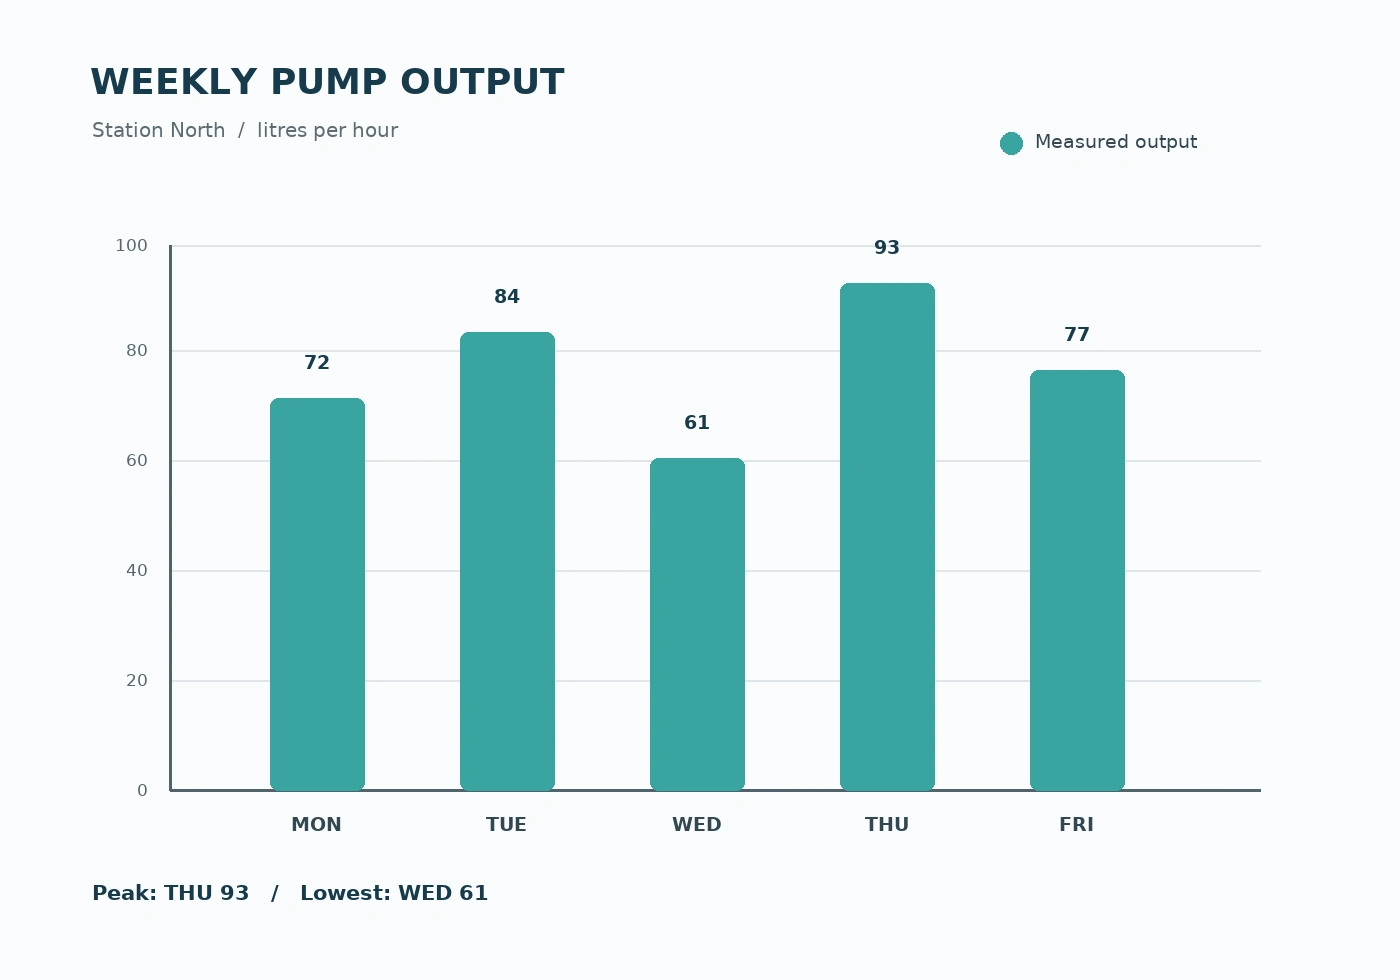 WEEKLY PUMP OUTPUT
Station North / litres per hour
Measured output
100
80
60
40
20
0
72
84
61
93
77
MON TUE WED THU FRI
Peak: THU 93 / Lowest: WED 61